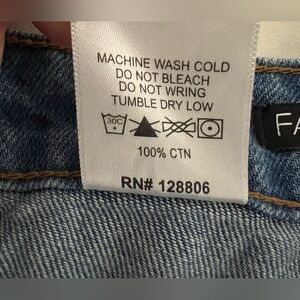 MACHINE WASH COLD
DO NOT BLEACH
DO NOT WRING
TUMBLE DRY LOW
30C
100% CTN
RN# 128806
FA